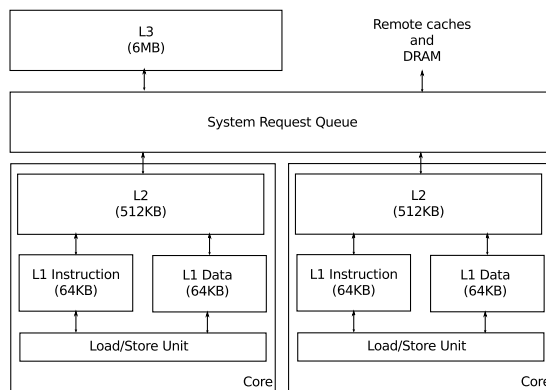 L3
(6MB)
Remote caches
and
DRAM
System Request Queue
L2
(512KB)
L1 Instruction
(64KB)
L1 Data
(64KB)
Load/Store Unit
Core
L2
(512KB)
L1 Instruction
(64KB)
L1 Data
(64KB)
Load/Store Unit
Core